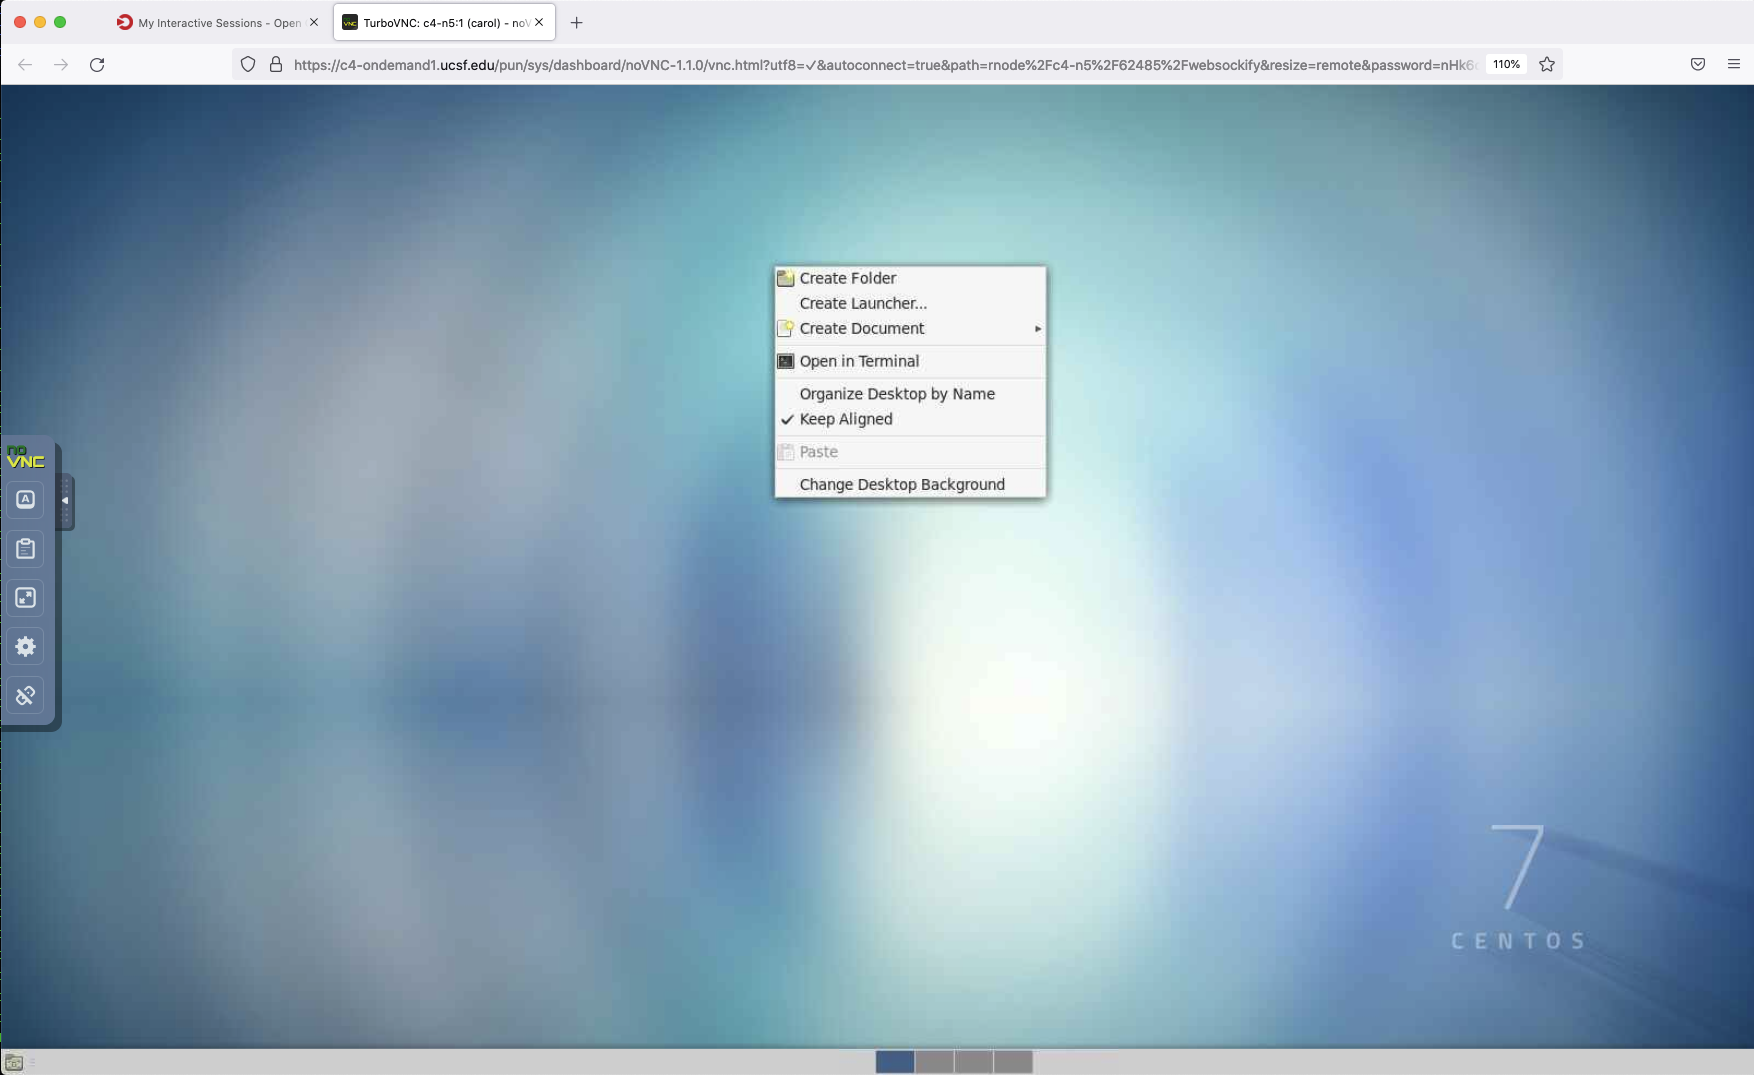 My Interactive Sessions - Open
TurboVNC: c4-n5:1 (carol) - noV
https://c4-ondemand1.ucsf.edu/pun/sys/dashboard/noVNC-1.1.0/vnc.html?utf8=✓&autoconnect=true&path=rnode%2Fc4-n5%2F62485%2Fwebsockify&resize=remote&password=nHk6
110%
Create Folder
Create Launcher...
Create Document
Open in Terminal
Organize Desktop by Name
Keep Aligned
Paste
Change Desktop Background
no
VNC
A
7
CENTOS